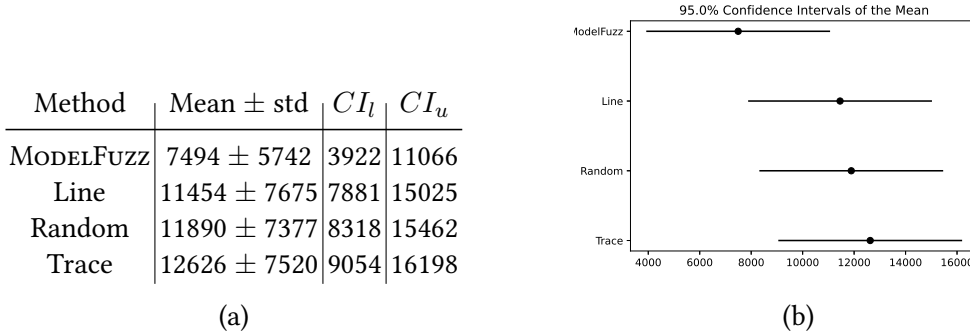 95.0% Confidence Intervals of the Mean
Method Mean ± std CI_l CI_u
MODELFUZZ 7494 ± 5742 3922 11066
Line 11454 ± 7675 7881 15025
Random 11890 ± 7377 8318 15462
Trace 12626 ± 7520 9054 16198
(a)
ModelFuzz
Line
Random
Trace
4000 6000 8000 10000 12000 14000 16000
(b)